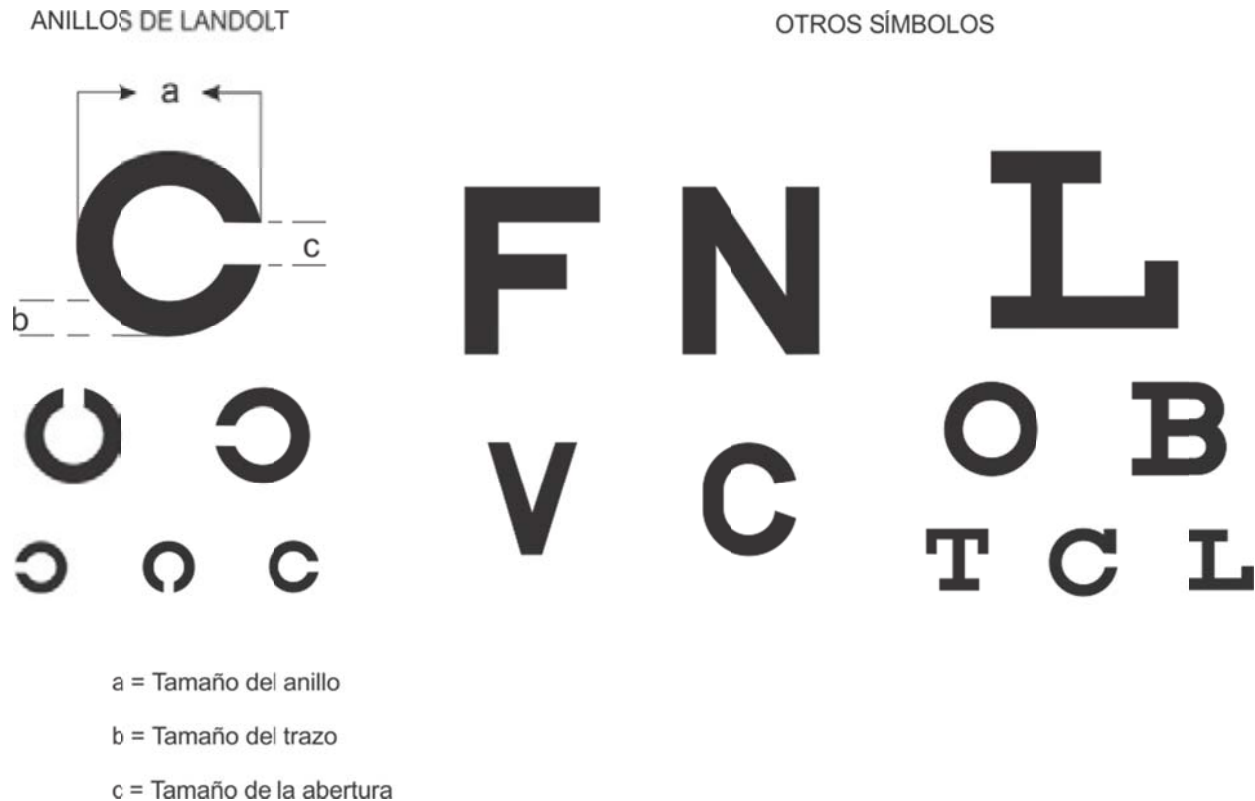 ANILLOS DE LANDOLT
OTROS SÍMBOLOS
a
c
b
F N
L
V C
O B
T C L
a = Tamaño del anillo
b = Tamaño del trazo
c = Tamaño de la abertura